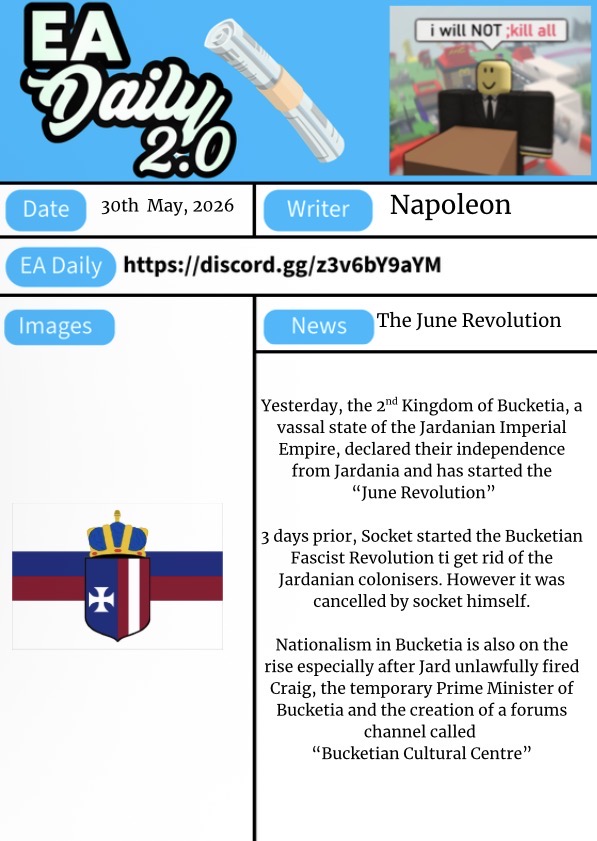 EA
Daily
2.0
i will NOT ;kill all
Date
30th May, 2026
Writer
Napoleon
EA Daily
https://discord.gg/z3v6bY9aYM
Images
News
The June Revolution
Yesterday, the 2nd Kingdom of Bucketia, a
vassal state of the Jardanian Imperial
Empire, declared their independence
from Jardania and has started the
“June Revolution”
3 days prior, Socket started the Bucketian
Fascist Revolution ti get rid of the
Jardanian colonisers. However it was
cancelled by socket himself.
Nationalism in Bucketia is also on the
rise especially after Jard unlawfully fired
Craig, the temporary Prime Minister of
Bucketia and the creation of a forums
channel called
“Bucketian Cultural Centre”